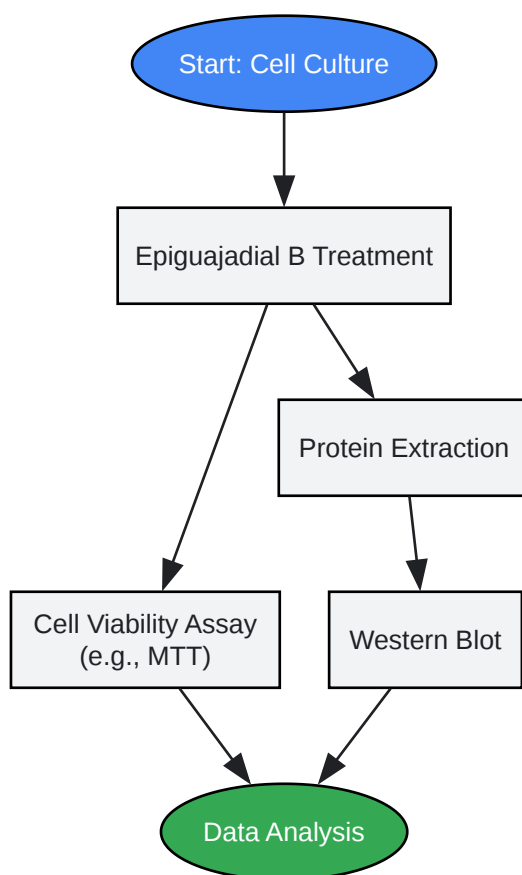 Start: Cell Culture
Epiguajadial B Treatment
Protein Extraction
Cell Viability Assay
(e.g., MTT)
Western Blot
Data Analysis